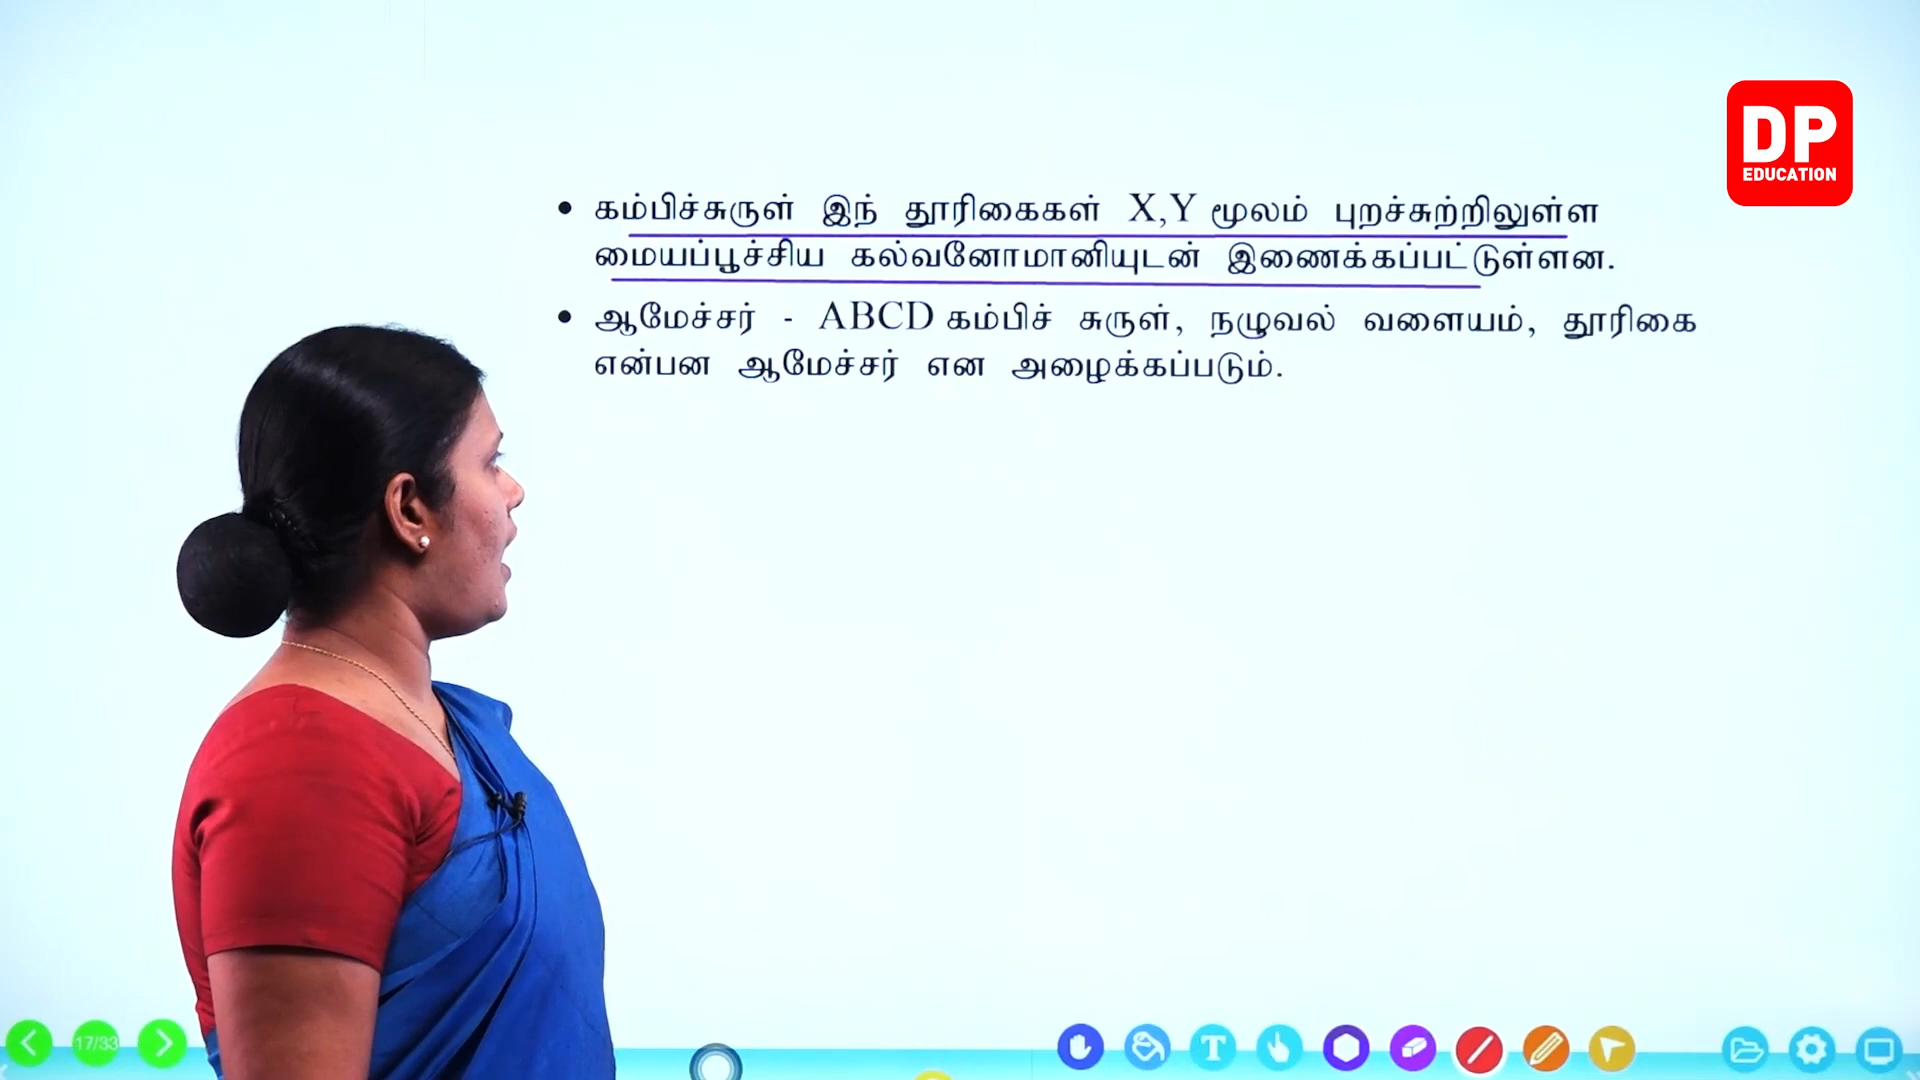 DP
EDUCATION
• கம்பிச்சுருள் இந் தூரிகைகள் X,Y மூலம் புறச்சுற்றிலுள்ள
மையப்பூச்சிய கல்வனோமானியுடன் இணைக்கப்பட்டுள்ளன.
• ஆமேச்சர் - ABCD கம்பிச் சுருள், நழுவல் வளையம், தூரிகை
என்பன ஆமேச்சர் என அழைக்கப்படும்.
17/33
T